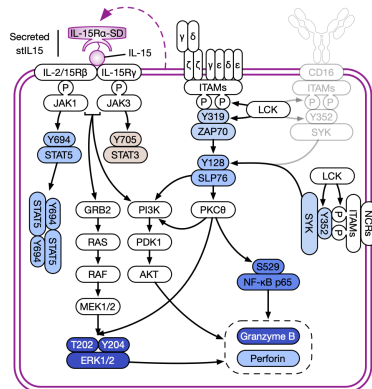 IL-15Rα-SD
Secreted
stIL15
IL-15
γ δ
ζ ζ γ ε δ ε
IL-2/15Rβ IL-15Rγ
ITAMs
CD16
ITAMs
P P
P P
P P
LCK
JAK1 JAK3
Y319
ZAP70
Y352
SYK
Y694
STAT5
Y705
STAT3
Y128
SLP76
LCK
Y694
STAT5
STAT5
Y694
SYK
Y352
P
P
ITAMs
NCRs
GRB2 PI3K PKCθ
RAS PDK1
RAF AKT
S529
NF-κB p65
MEK1/2
T202 Y204
ERK1/2
Granzyme B
Perforin